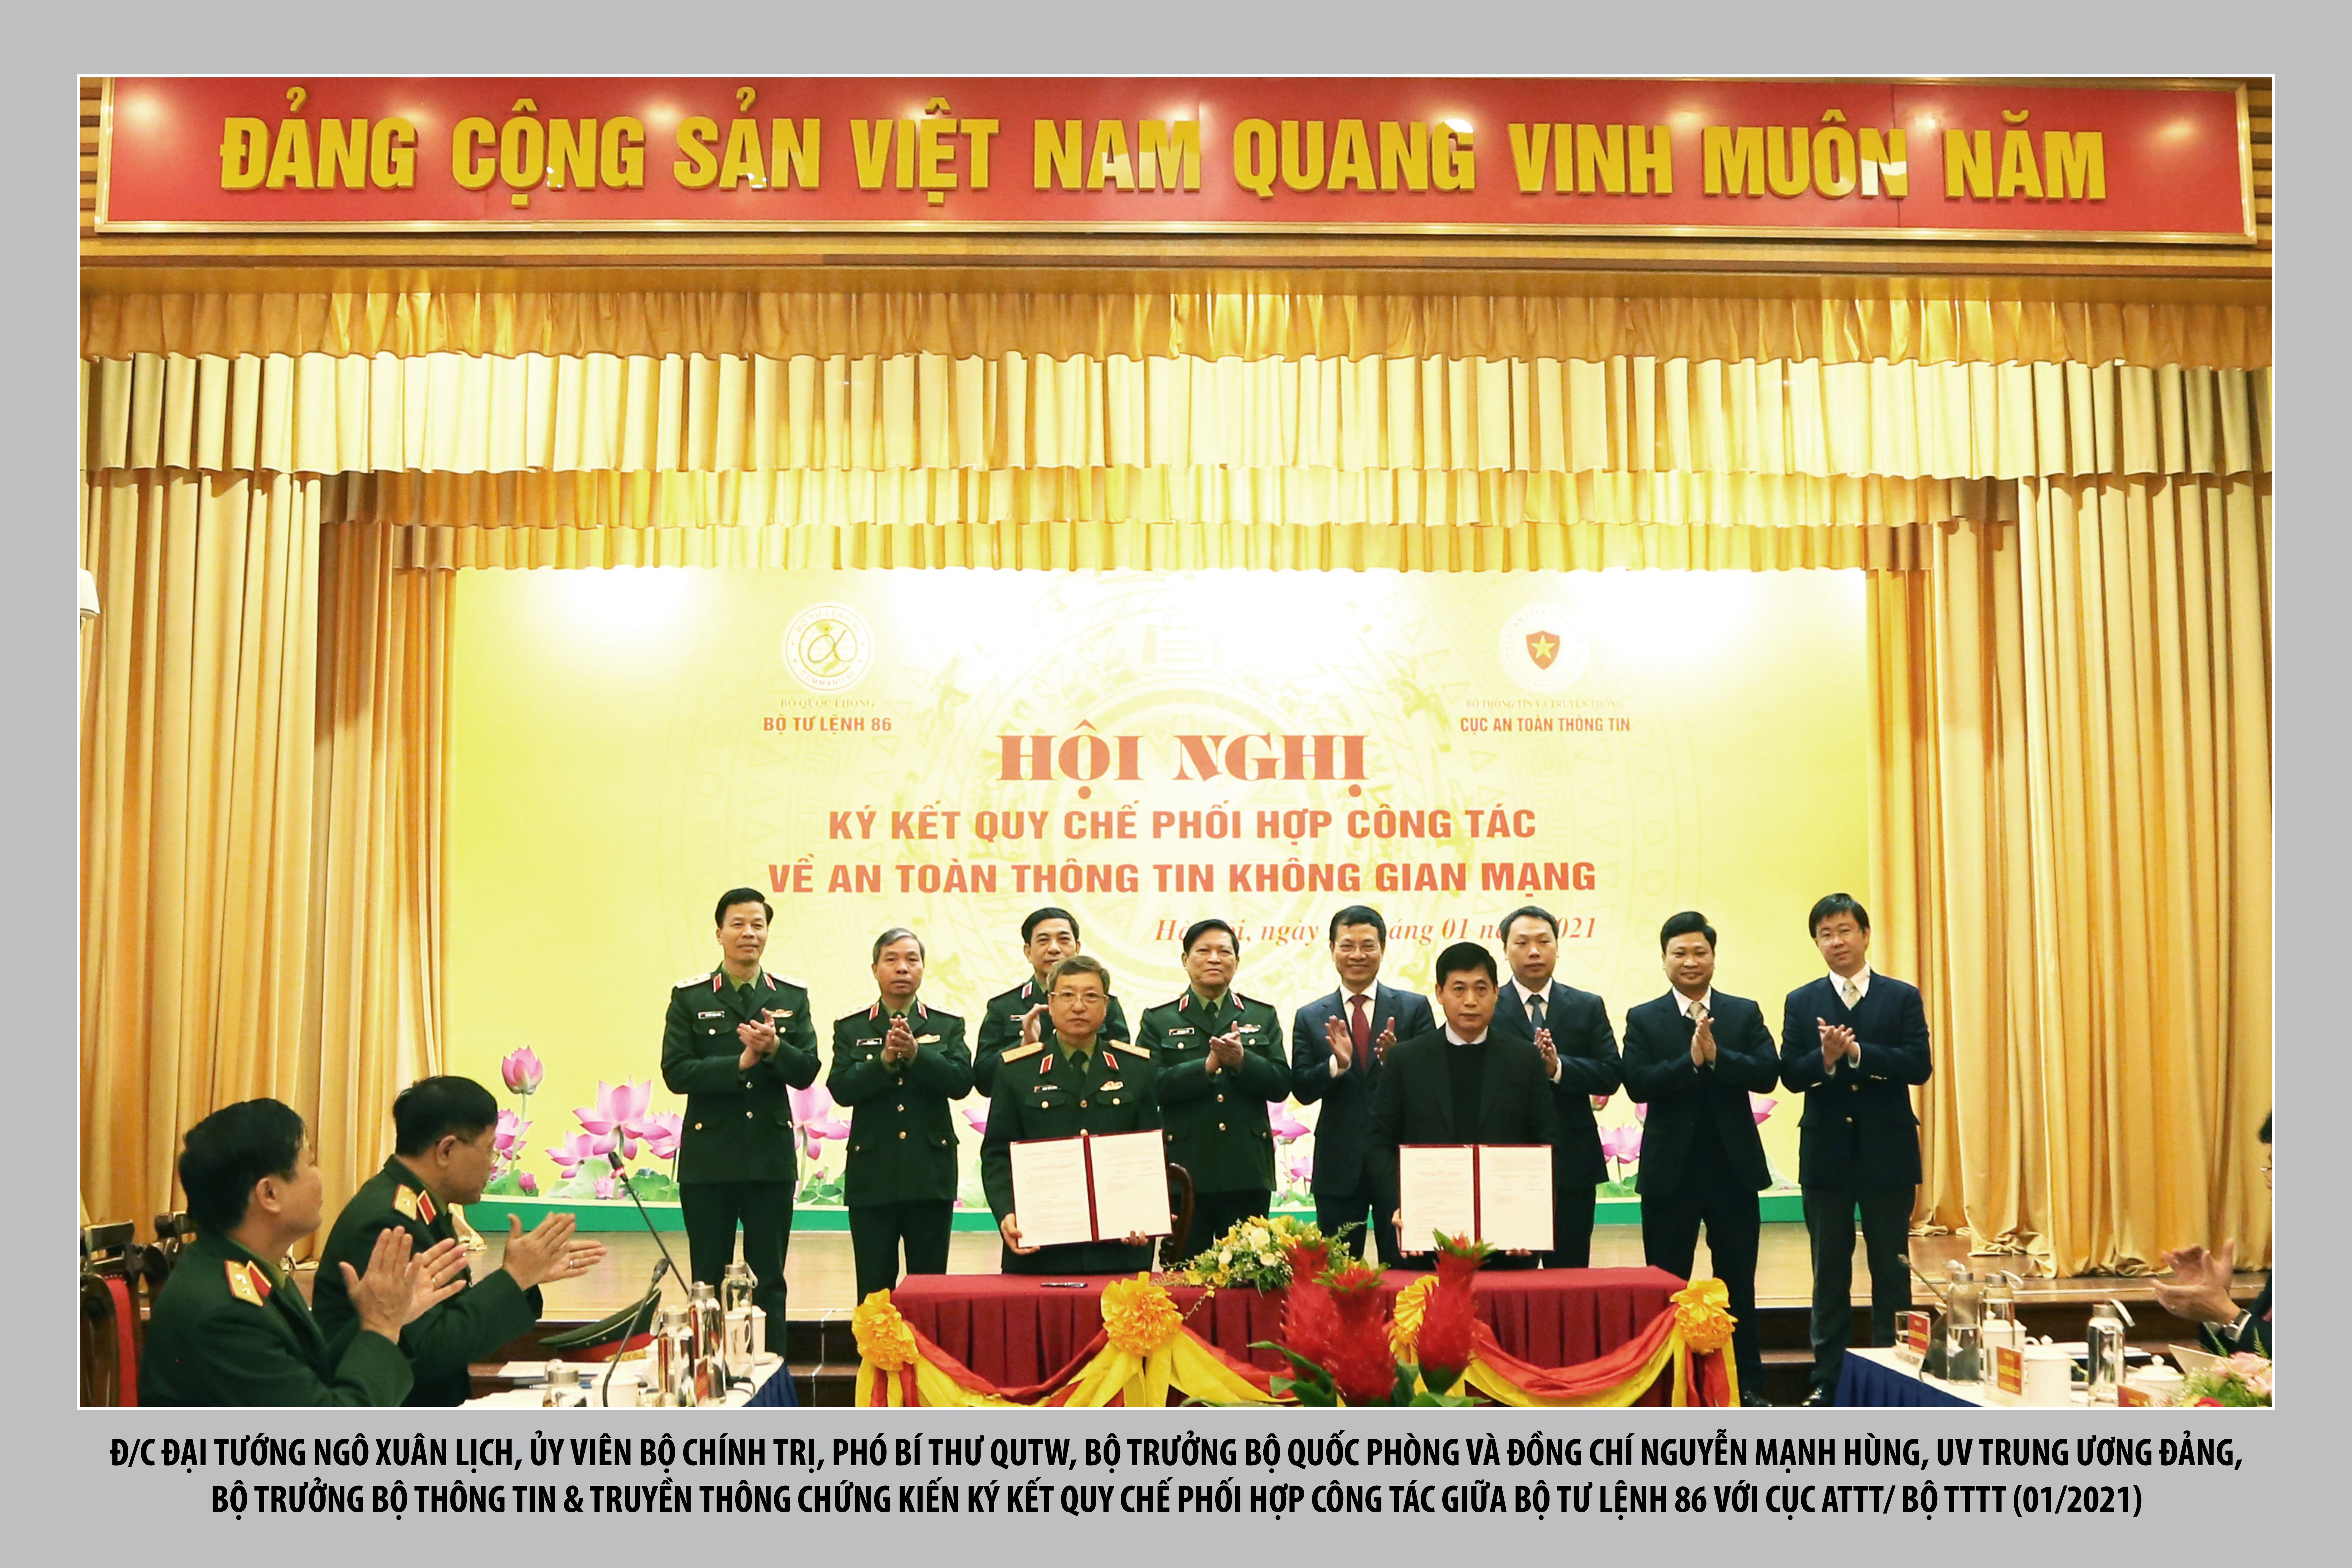 ĐẢNG CỘNG SẢN VIỆT NAM QUANG VINH MUÔN NĂM
BỘ QUỐC PHÒNG
BỘ TƯ LỆNH 86
BỘ THÔNG TIN VÀ TRUYỀN THÔNG
CỤC AN TOÀN THÔNG TIN
HỘI NGHỊ
KÝ KẾT QUY CHẾ PHỐI HỢP CÔNG TÁC
VỀ AN TOÀN THÔNG TIN KHÔNG GIAN MẠNG
ngày 01
Đ/C ĐẠI TƯỚNG NGÔ XUÂN LỊCH, ỦY VIÊN BỘ CHÍNH TRỊ, PHÓ BÍ THƯ QUTW, BỘ TRƯỞNG BỘ QUỐC PHÒNG VÀ ĐỒNG CHÍ NGUYỄN MẠNH HÙNG, UV TRUNG ƯƠNG ĐẢNG,
BỘ TRƯỞNG BỘ THÔNG TIN & TRUYỀN THÔNG CHỨNG KIẾN KÝ KẾT QUY CHẾ PHỐI HỢP CÔNG TÁC GIỮA BỘ TƯ LỆNH 86 VỚI CỤC ATTT/ BỘ TTTT (01/2021)